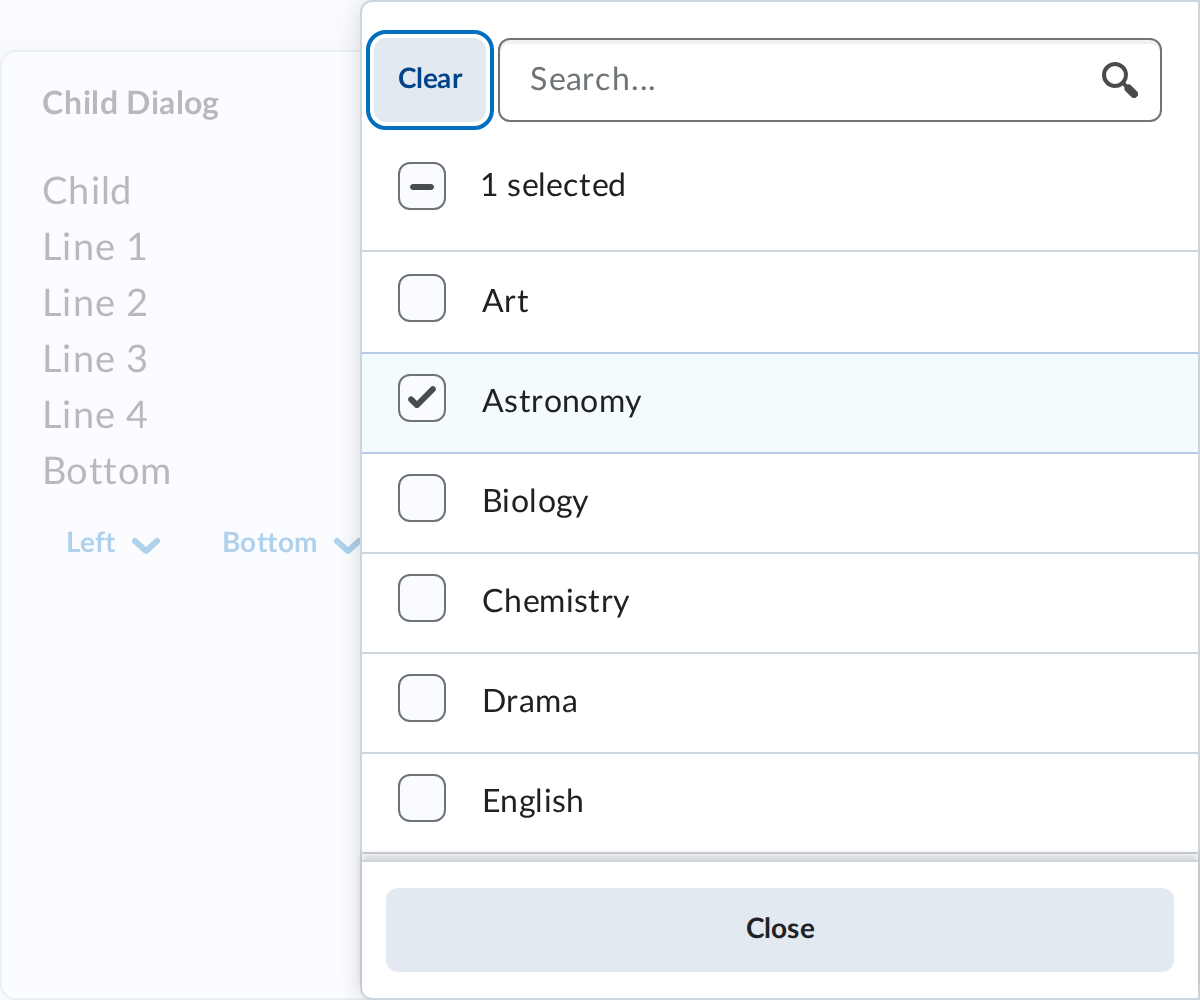 Child Dialog
Child
Line 1
Line 2
Line 3
Line 4
Bottom
Left
Bottom
Clear
Search...
1 selected
Art
Astronomy
Biology
Chemistry
Drama
English
Close